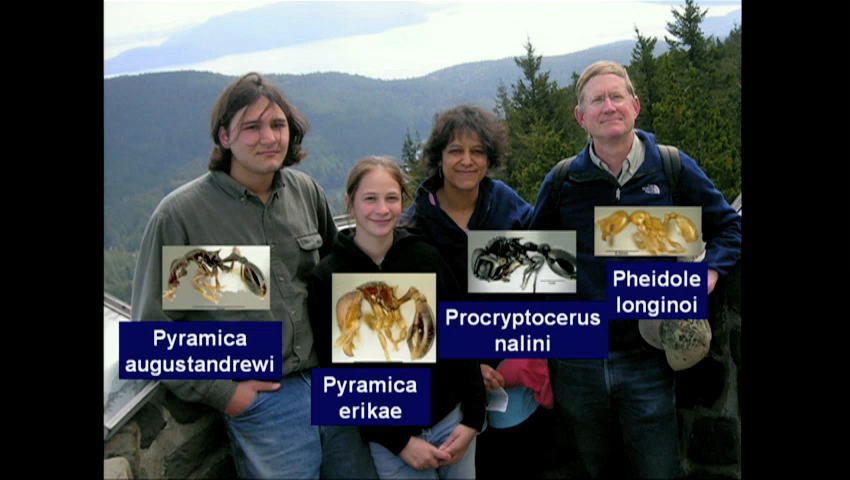 Pyramica
augustandrewi
Pyramica
erikae
Procryptocerus
nalini
Pheidole
longinoi